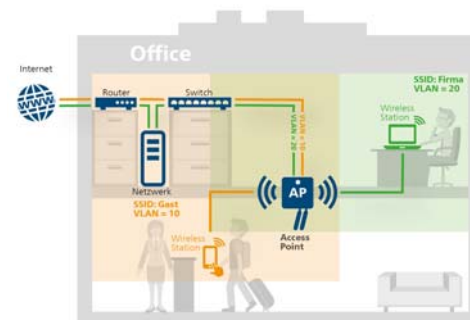 Office
Internet
WWW
Router
Switch
SSID: Firma
VLAN = 20
Wireless
Station
VLAN = 10
VLAN = 20
Netzwerk
SSID: Gast
VLAN = 10
AP
Wireless
Station
Access
Point